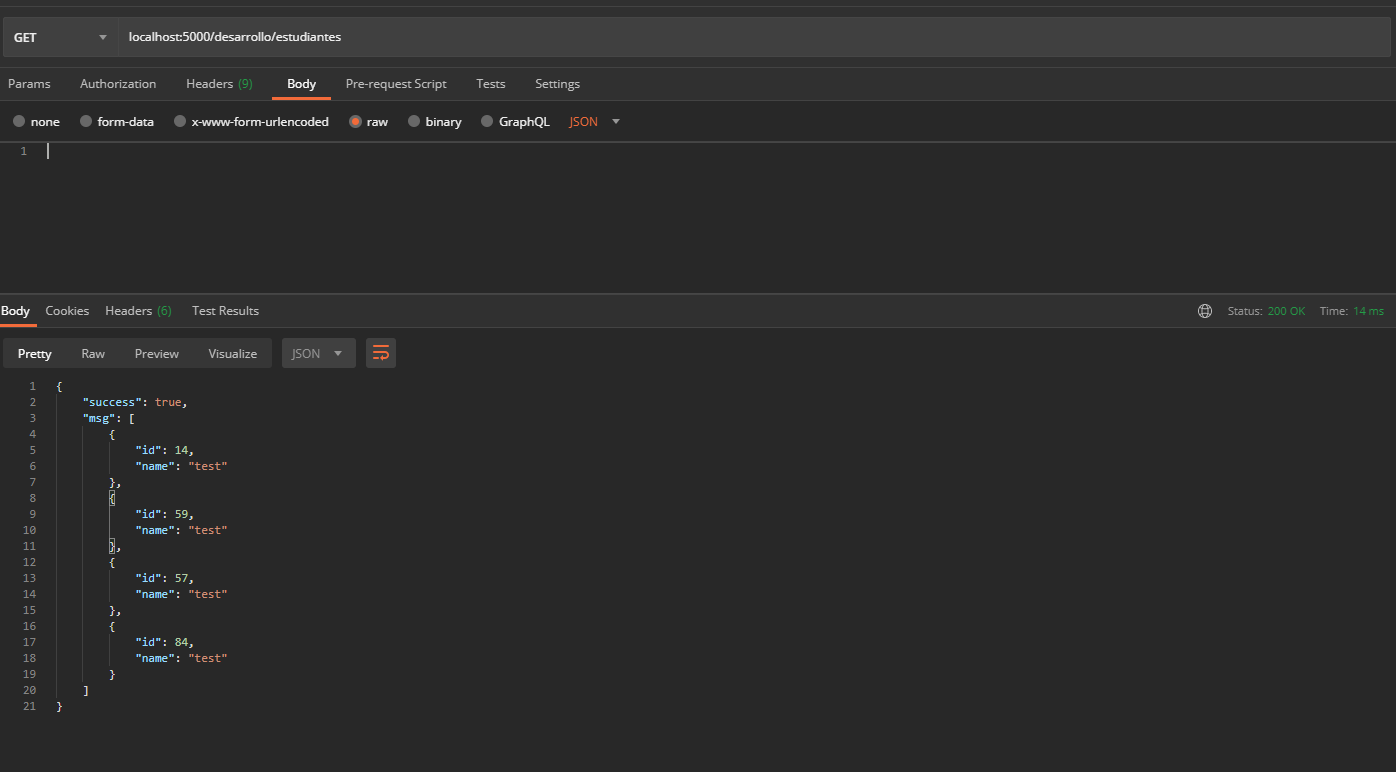 GET localhost:5000/desarrollo/estudiantes
Params Authorization Headers (9) Body Pre-request Script Tests Settings
none form-data x-www-form-urlencoded raw binary GraphQL JSON
1
Body Cookies Headers (6) Test Results Status: 200 OK Time: 14 ms
Pretty Raw Preview Visualize JSON
1 {
2 "success": true,
3 "msg": [
4 {
5 "id": 14,
6 "name": "test"
7 },
8 {
9 "id": 59,
10 "name": "test"
11 },
12 {
13 "id": 57,
14 "name": "test"
15 },
16 {
17 "id": 84,
18 "name": "test"
19 }
20 ]
21 }